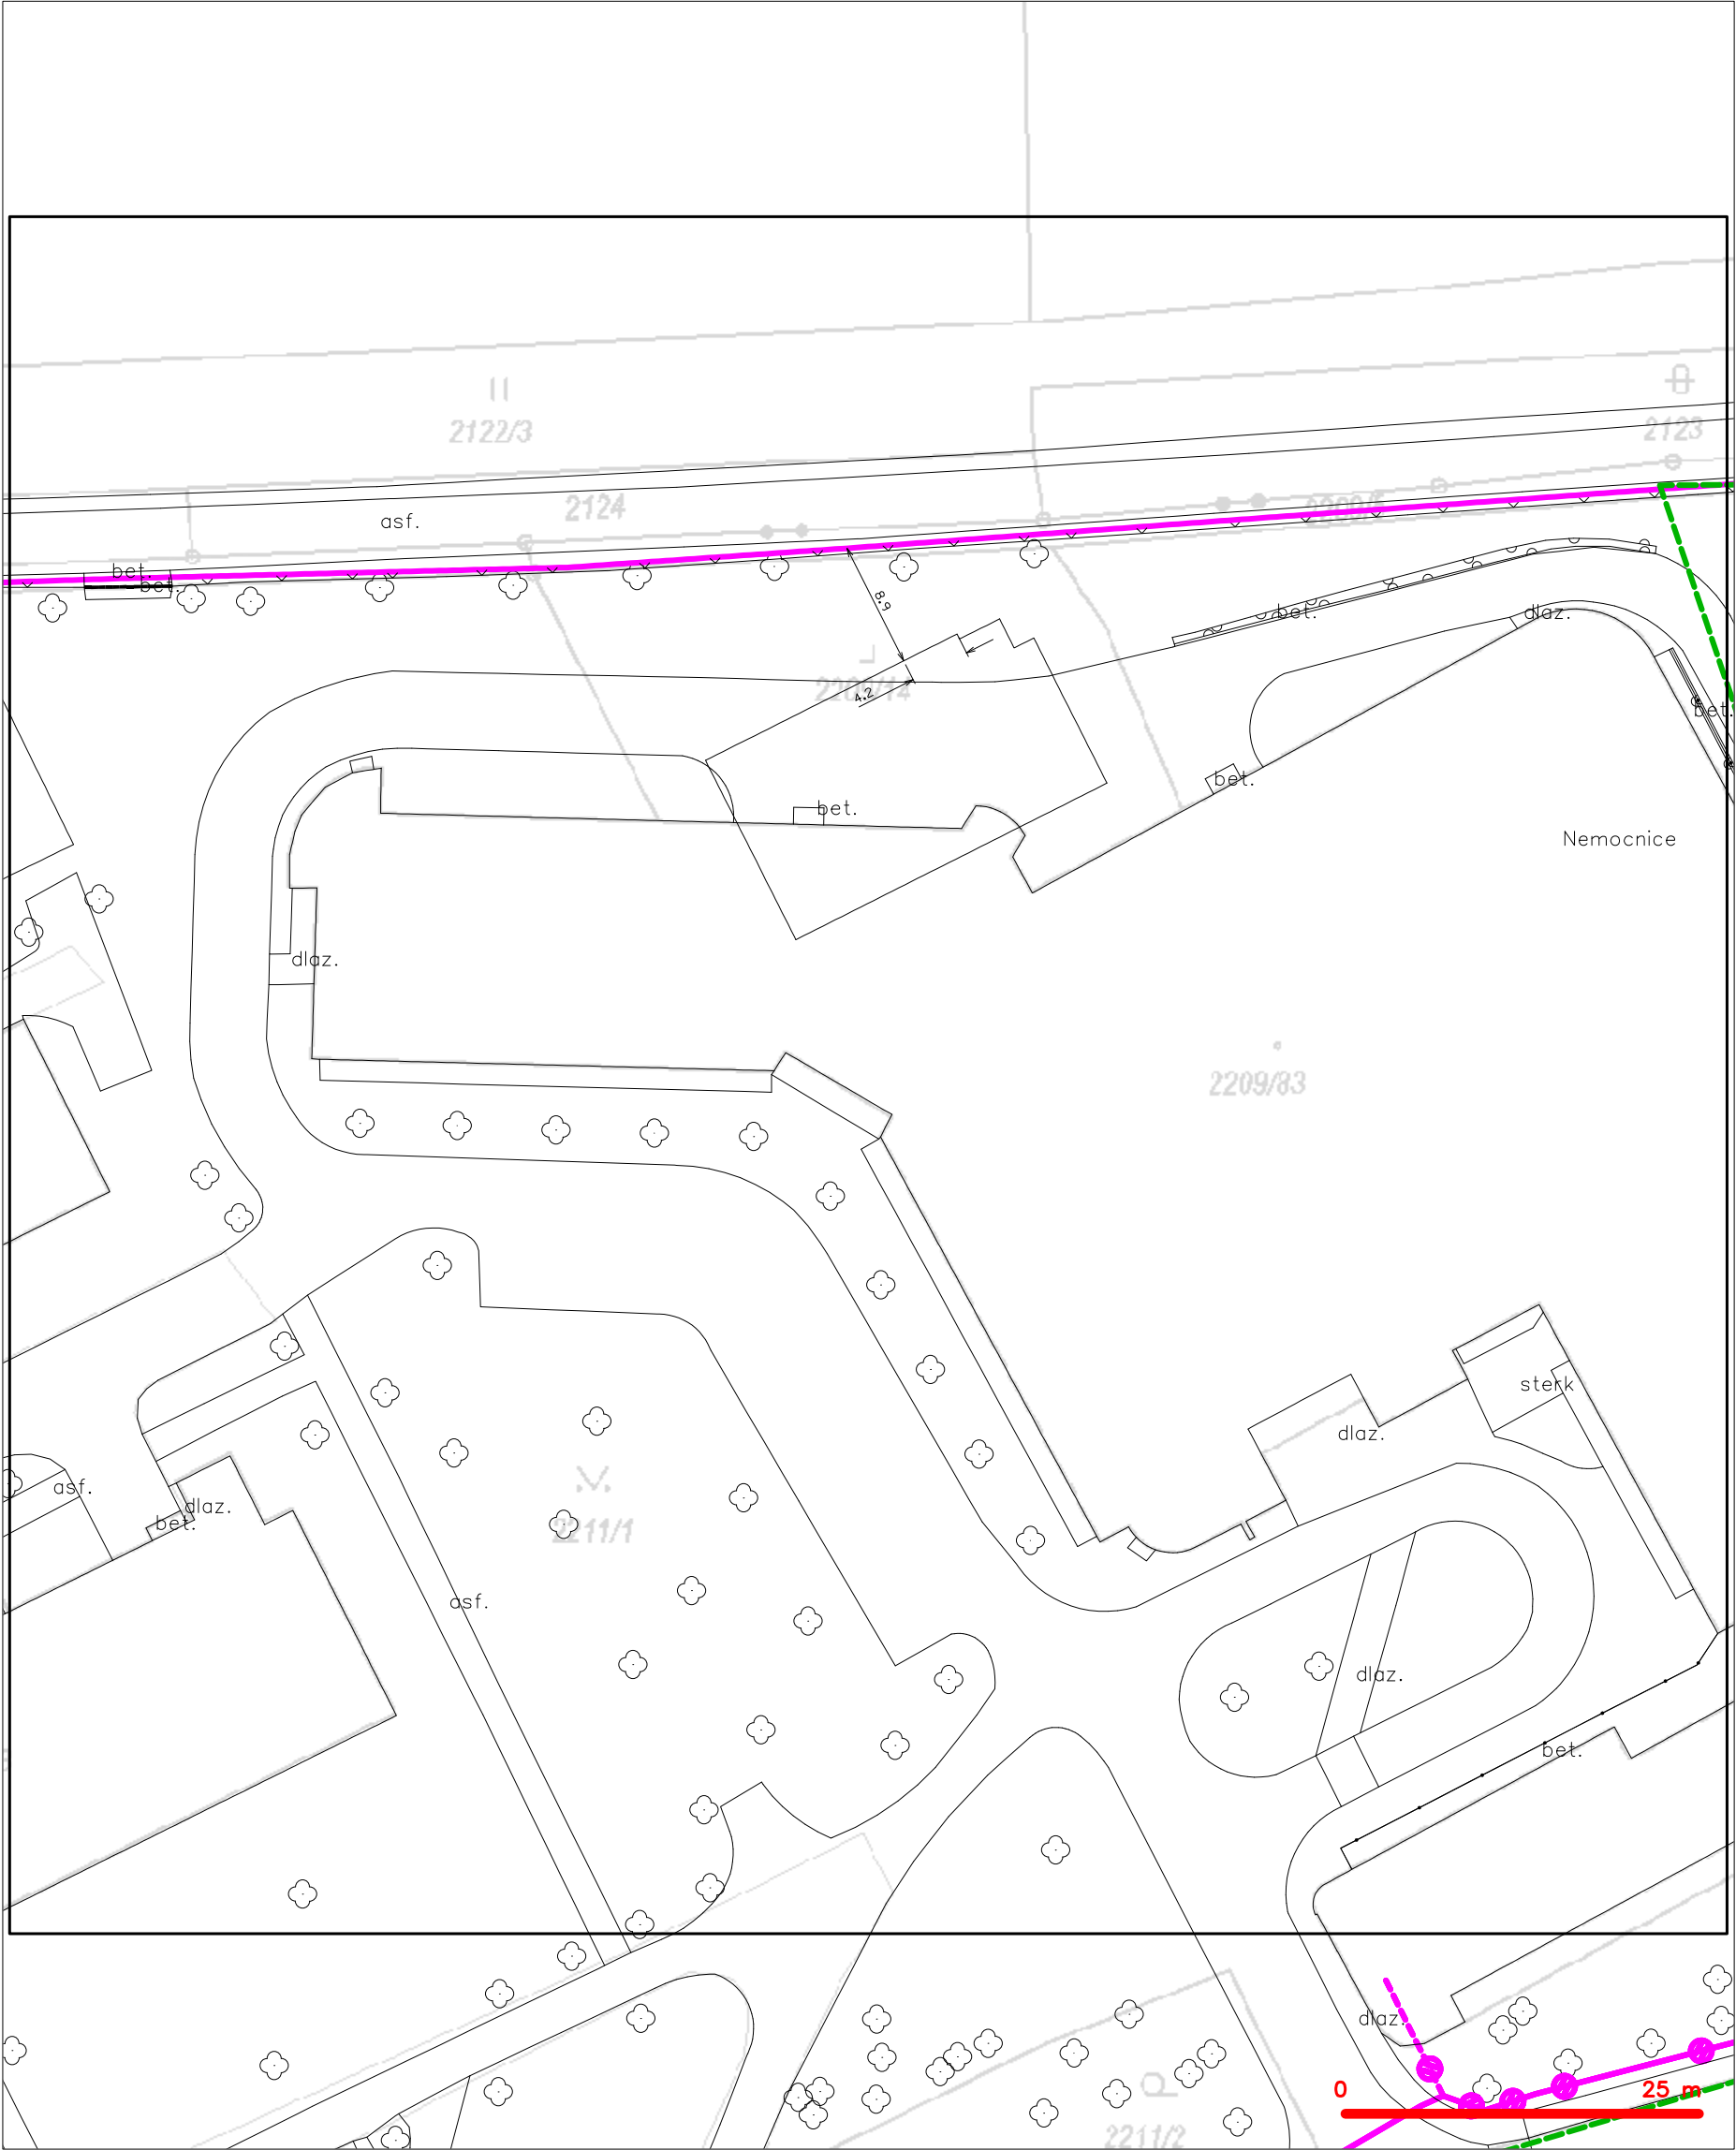 2122/3
2123
2124
asf.
bet.
bet.
8.9
bet.
dlaz.
4.2
bet.
bet.
bet.
Nemocnice
dlaz.
2209/83
sterk
dlaz.
asf.
dlaz.
bet.
2211/1
asf.
dlaz.
bet.
dlaz.
0
25 m
2211/2